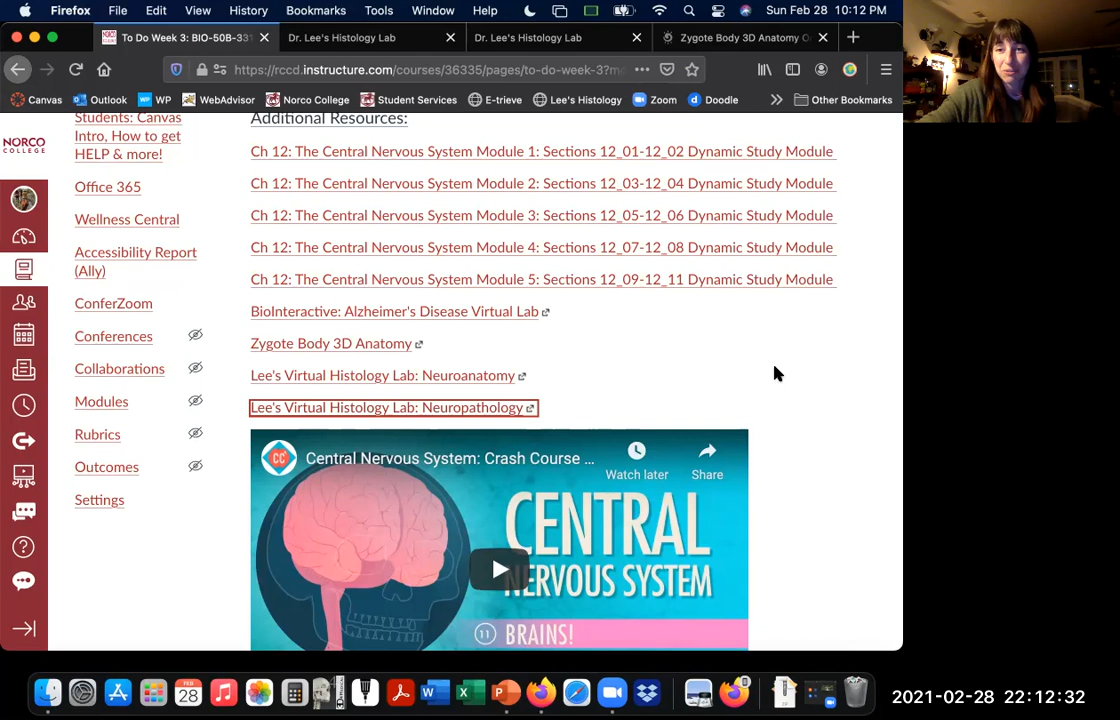 Firefox File Edit View History Bookmarks Tools Window Help Sun Feb 28 10:12 PM
To Do Week 3: BIO-50B-331 Dr. Lee's Histology Lab Dr. Lee's Histology Lab Zygote Body 3D Anatomy O
https://rccd.instructure.com/courses/36335/pages/to-do-week-3?m
Canvas Outlook WP WebAdvisor Norco College Student Services E-trieve Lee's Histology Zoom Doodle Other Bookmarks
NORCO
COLLEGE
Students: Canvas
Intro, How to get
HELP & more!
Office 365
Wellness Central
Accessibility Report
(Ally)
ConferZoom
Conferences
Collaborations
Modules
Rubrics
Outcomes
Settings
Additional Resources:
Ch 12: The Central Nervous System Module 1: Sections 12_01-12_02 Dynamic Study Module
Ch 12: The Central Nervous System Module 2: Sections 12_03-12_04 Dynamic Study Module
Ch 12: The Central Nervous System Module 3: Sections 12_05-12_06 Dynamic Study Module
Ch 12: The Central Nervous System Module 4: Sections 12_07-12_08 Dynamic Study Module
Ch 12: The Central Nervous System Module 5: Sections 12_09-12_11 Dynamic Study Module
BioInteractive: Alzheimer's Disease Virtual Lab
Zygote Body 3D Anatomy
Lee's Virtual Histology Lab: Neuroanatomy
Lee's Virtual Histology Lab: Neuropathology
CC Central Nervous System: Crash Course ...
Watch later Share
CENTRAL
NERVOUS SYSTEM
11 BRAINS!
FEB
28
2021-02-28 22:12:32